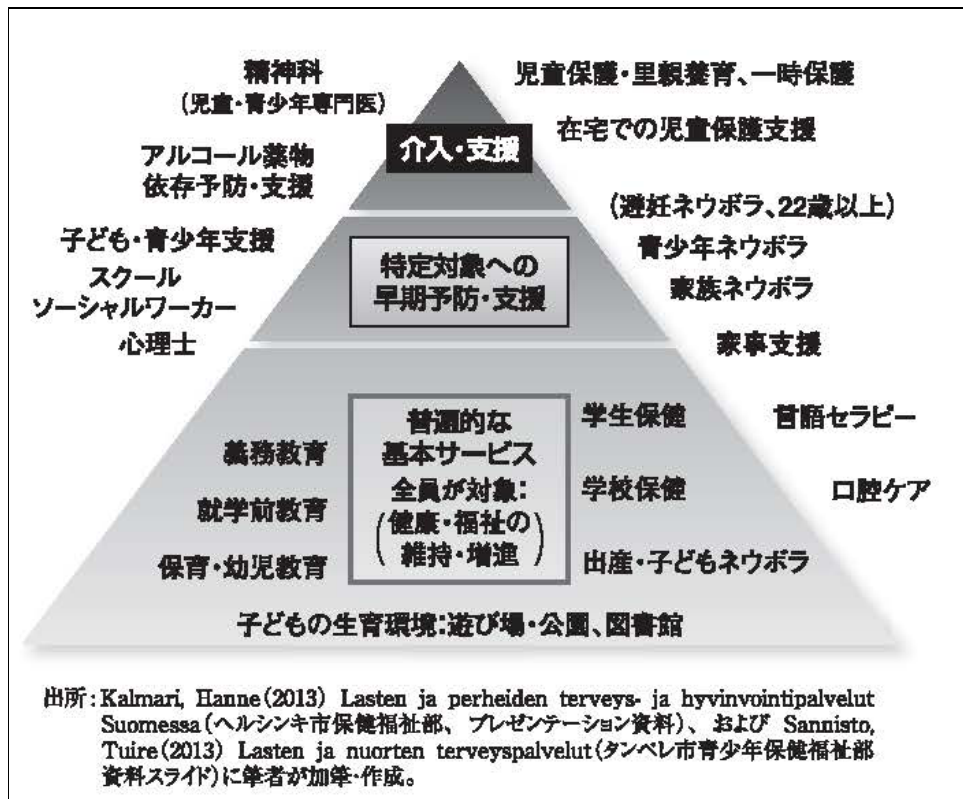 精神科
(児童・青少年専門医)
児童保護・里親養育、一時保護
在宅での児童保護支援
介入・支援
アルコール薬物
依存予防・支援
(避妊ネウボラ、22歳以上)
子ども・青少年支援
青少年ネウボラ
スクール
ソーシャルワーカー
特定対象への
早期予防・支援
家族ネウボラ
心理士
家事支援
普遍的な
基本サービス
全員が対象:
(健康・福祉の
維持・増進)
学生保健
言語セラピー
義務教育
学校保健
口腔ケア
就学前教育
保育・幼児教育
出産・子どもネウボラ
子どもの生育環境:遊び場・公園、図書館
出所:Kalmari, Hanne(2013) Lasten ja perheiden terveys- ja hyvinvointipalvelut
Suomessa(ヘルシンキ市保健福祉部、プレゼンテーション資料)、および Sannisto,
Tuire(2013) Lasten ja nuorten terveyspalvelut(タンペレ市青少年保健福祉部
資料スライド)に筆者が加筆・作成。